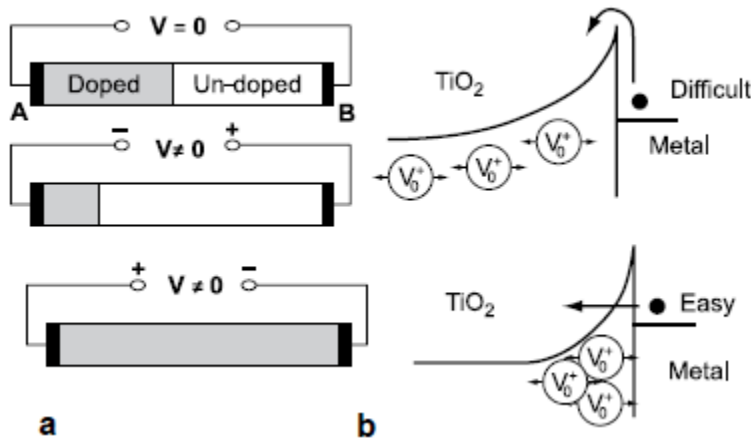 V = 0
Doped Un-doped
A B
− +
V ≠ 0
+ −
V ≠ 0
a
TiO₂
Difficult
Metal
V₀⁺ V₀⁺ V₀⁺
TiO₂
Easy
Metal
V₀⁺
V₀⁺
V₀⁺
b